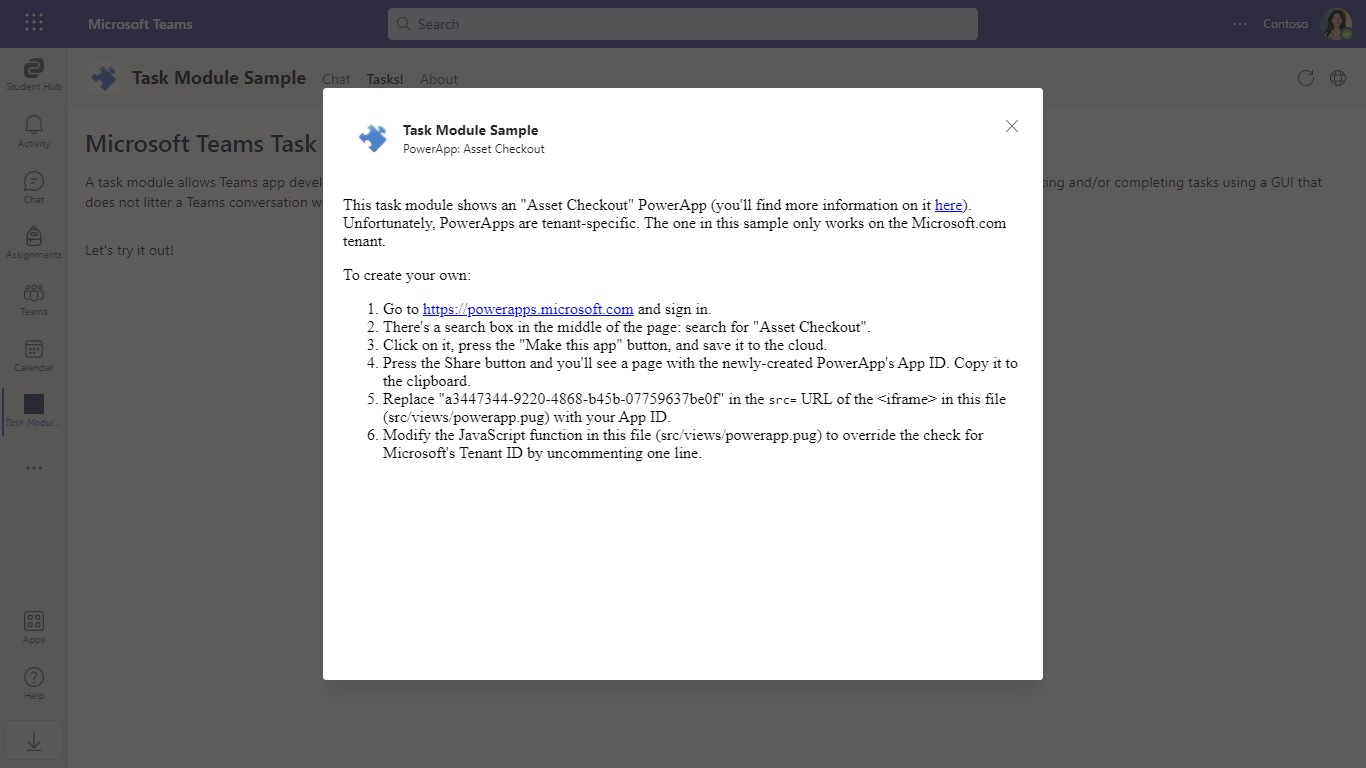 Microsoft Teams
Search
Contoso
Student Hub
Activity
Chat
Assignments
Teams
Calendar
Task Modul...
Apps
Help
Task Module Sample
Chat
Tasks!
About
Microsoft Teams Task
A task module allows Teams app
and/or completing tasks using a GUI that
does not litter a Teams conversation
Let's try it out!
Task Module Sample
PowerApp: Asset Checkout
This task module shows an "Asset Checkout" PowerApp (you'll find more information on it here).
Unfortunately, PowerApps are tenant-specific. The one in this sample only works on the Microsoft.com
tenant.
To create your own:
1. Go to https://powerapps.microsoft.com and sign in.
2. There's a search box in the middle of the page: search for "Asset Checkout".
3. Click on it, press the "Make this app" button, and save it to the cloud.
4. Press the Share button and you'll see a page with the newly-created PowerApp's App ID. Copy it to
the clipboard.
5. Replace "a3447344-9220-4868-b45b-07759637be0f" in the src= URL of the <iframe> in this file
(src/views/powerapp.pug) with your App ID.
6. Modify the JavaScript function in this file (src/views/powerapp.pug) to override the check for
Microsoft's Tenant ID by uncommenting one line.